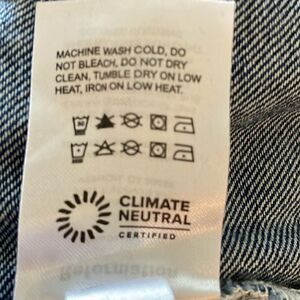 MACHINE WASH COLD, DO
NOT BLEACH, DO NOT DRY
CLEAN, TUMBLE DRY ON LOW
HEAT, IRON ON LOW HEAT.
CLIMATE
NEUTRAL
CERTIFIED
Reformation